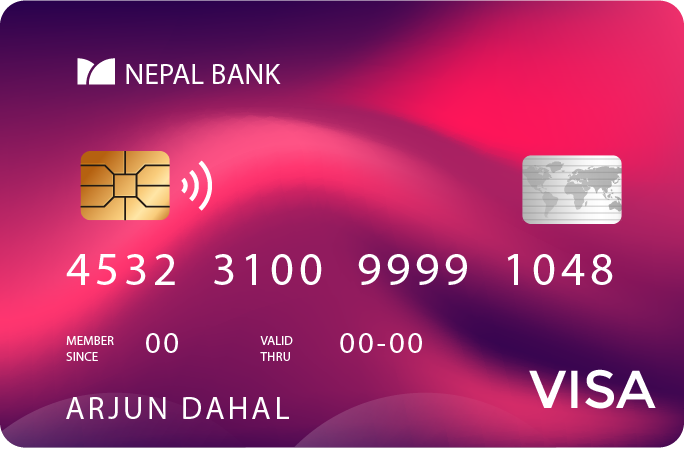 NEPAL BANK
4532 3100 9999 1048
MEMBER SINCE 00 VALID THRU 00-00
ARJUN DAHAL
VISA